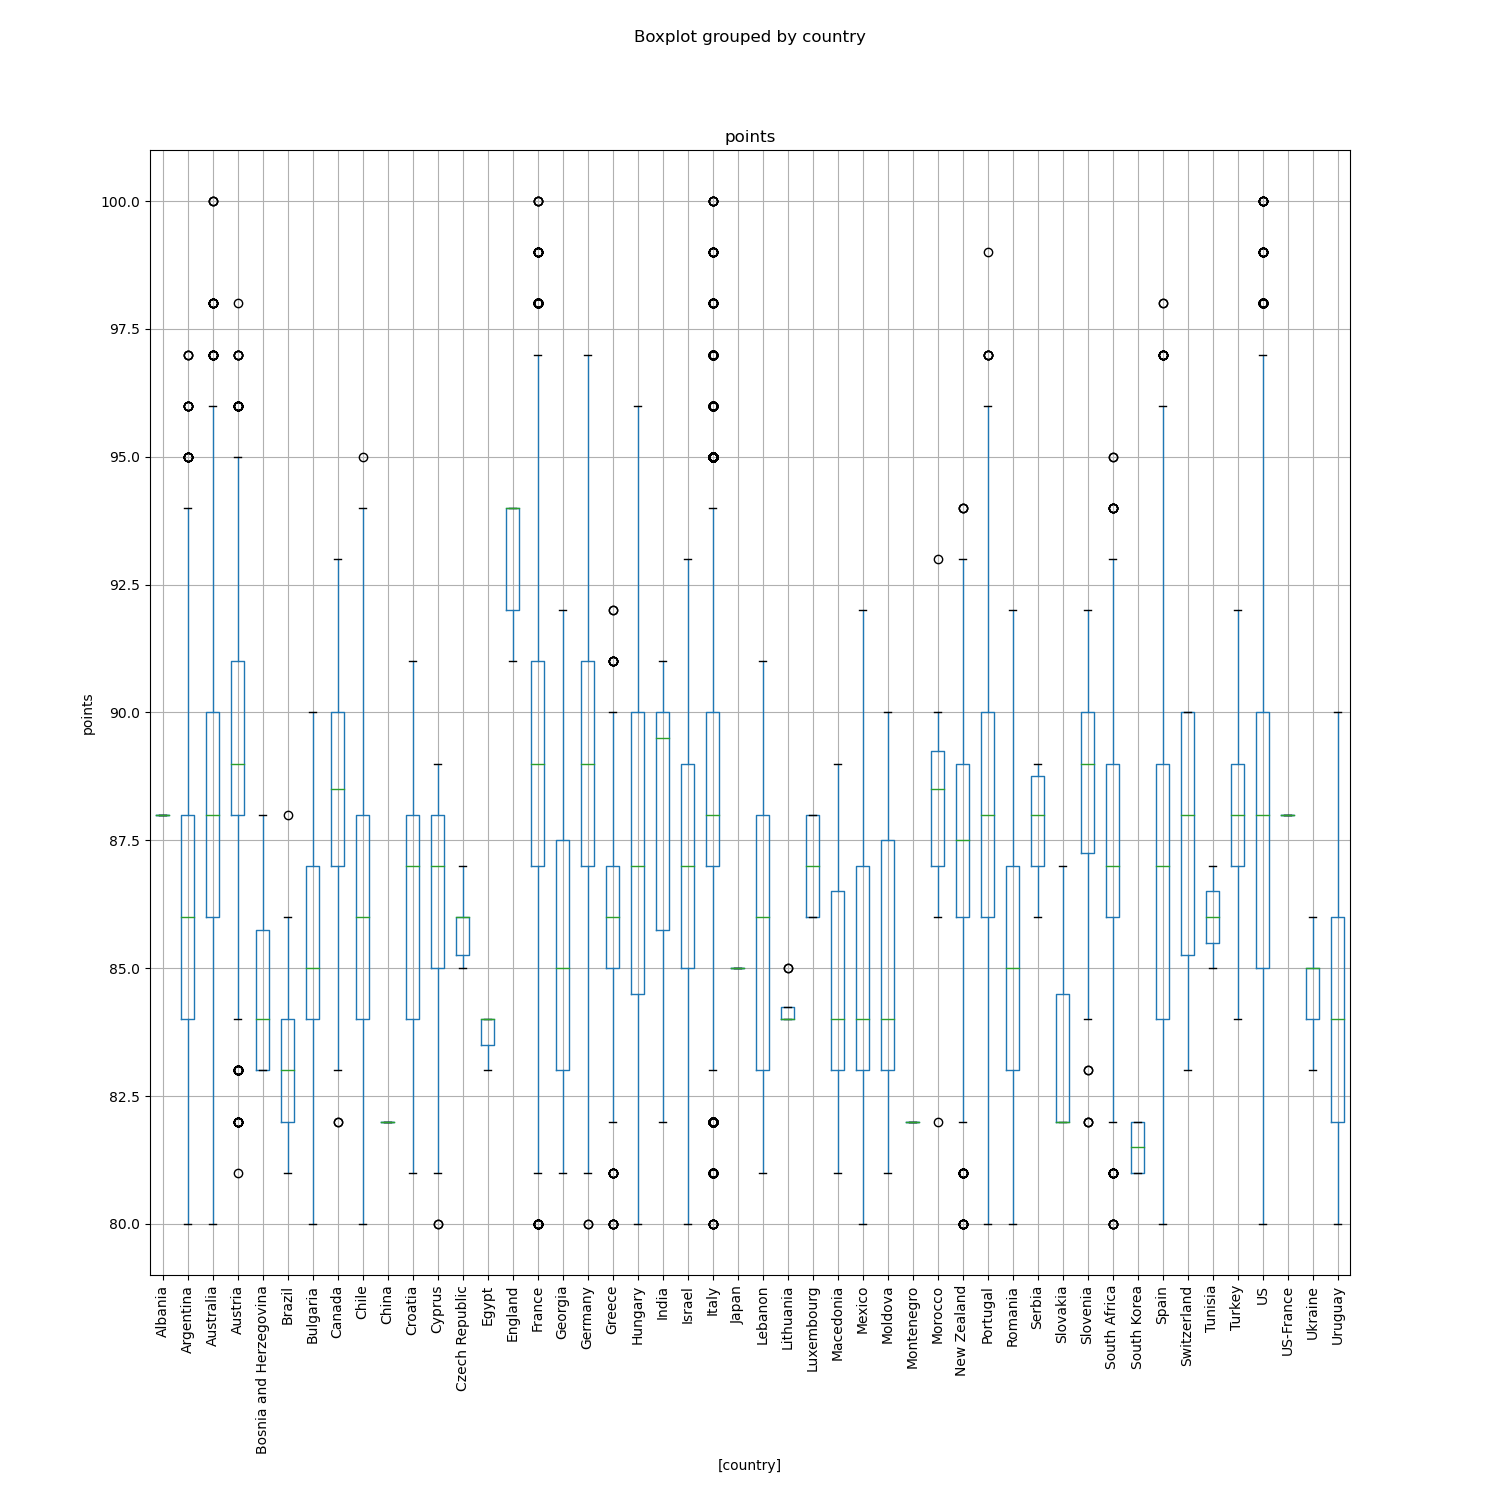 Boxplot grouped by country
points
100.0
97.5
95.0
92.5
90.0
87.5
85.0
82.5
80.0
points
Albania
Argentina
Australia
Austria
Bosnia and Herzegovina
Brazil
Bulgaria
Canada
Chile
China
Croatia
Cyprus
Czech Republic
Egypt
England
France
Georgia
Germany
Greece
Hungary
India
Israel
Italy
Japan
Lebanon
Lithuania
Luxembourg
Macedonia
Mexico
Moldova
Montenegro
Morocco
New Zealand
Portugal
Romania
Serbia
Slovakia
Slovenia
South Africa
South Korea
Spain
Switzerland
Tunisia
Turkey
US
US-France
Ukraine
Uruguay
[country]